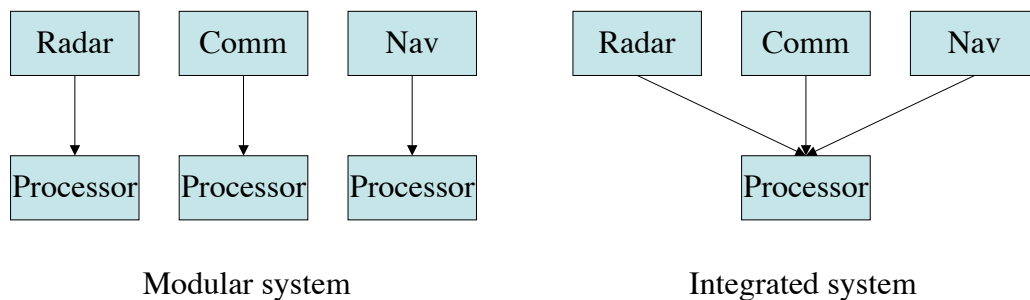 Radar Comm Nav
Processor Processor Processor
Modular system
Radar Comm Nav
Processor
Integrated system